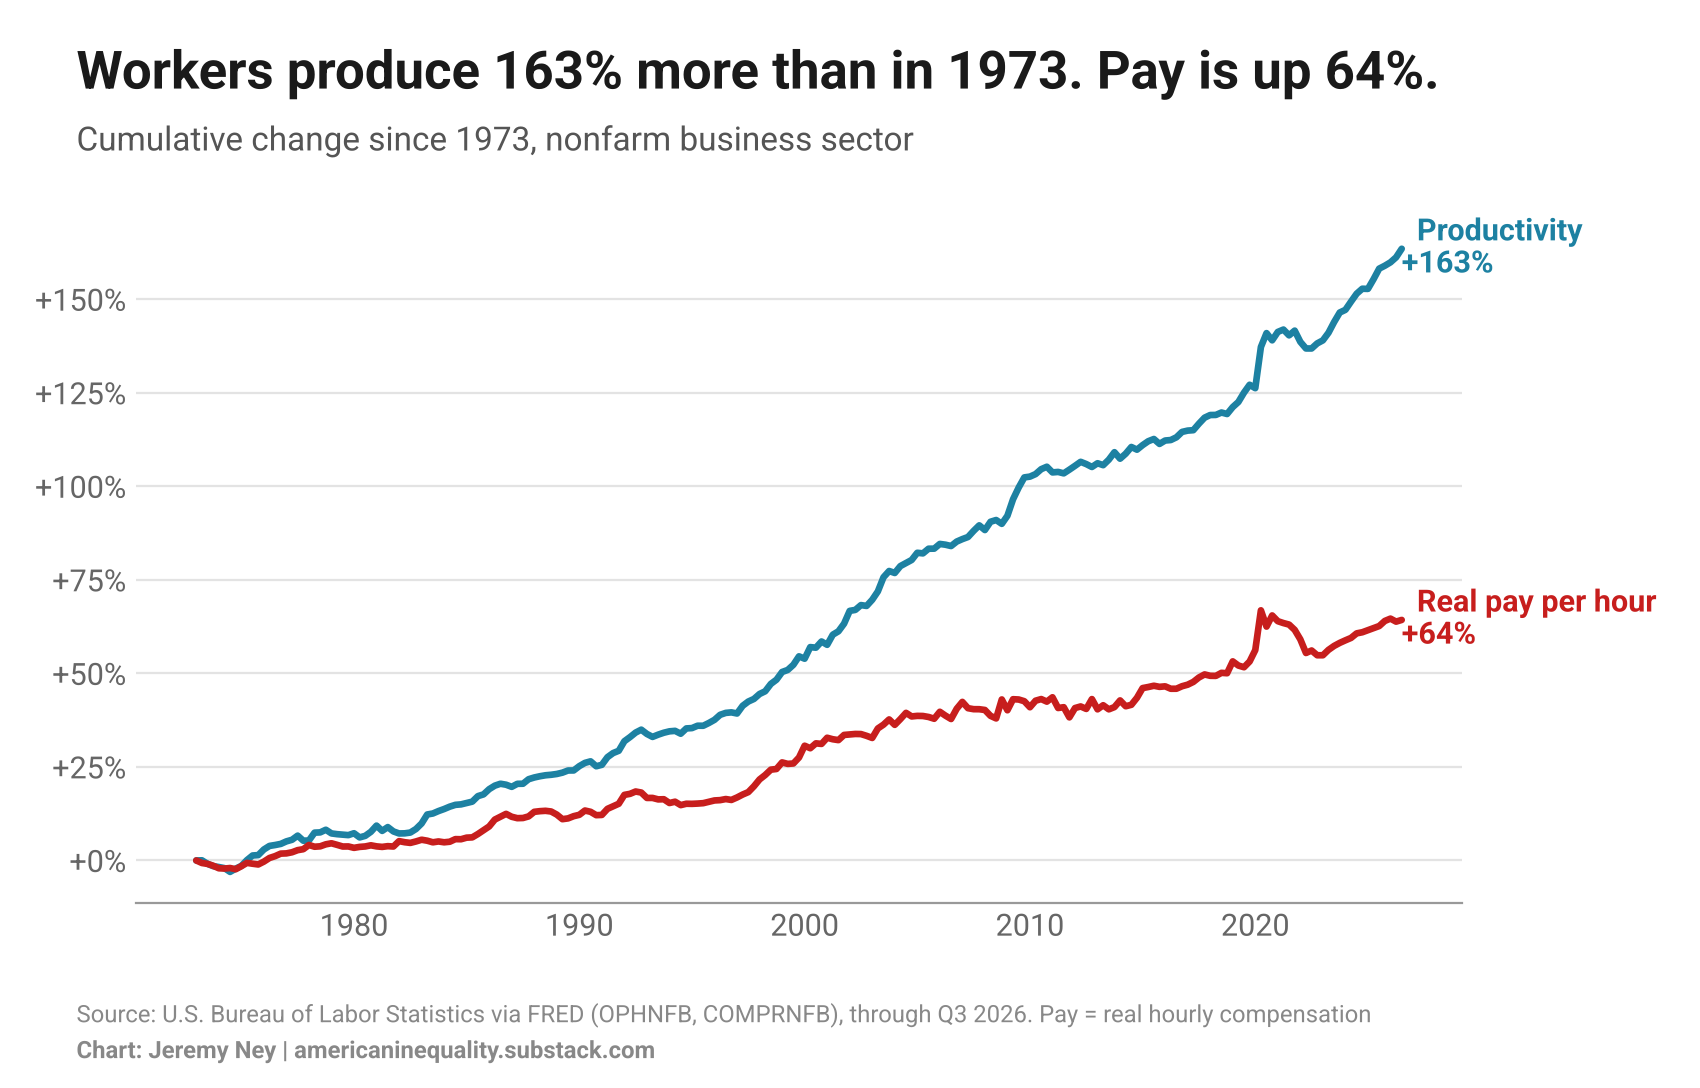 Workers produce 163% more than in 1973. Pay is up 64%.
Cumulative change since 1973, nonfarm business sector
Productivity
+163%
+150%
+125%
+100%
+75%
Real pay per hour
+64%
+50%
+25%
+0%
1980 1990 2000 2010 2020
Source: U.S. Bureau of Labor Statistics via FRED (OPHNFB, COMPRNFB), through Q3 2026. Pay = real hourly compensation
Chart: Jeremy Ney | americaninequality.substack.com